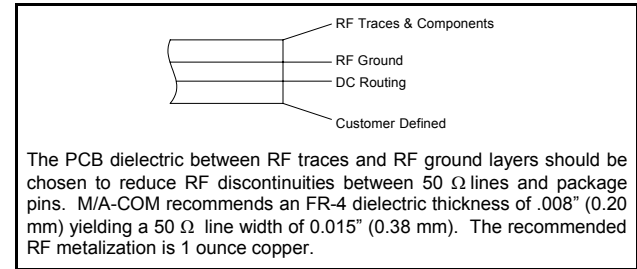 RF Traces & Components
RF Ground
DC Routing
Customer Defined
The PCB dielectric between RF traces and RF ground layers should be
chosen to reduce RF discontinuities between 50 Ω lines and package
pins. M/A-COM recommends an FR-4 dielectric thickness of .008” (0.20
mm) yielding a 50 Ω line width of 0.015” (0.38 mm). The recommended
RF metalization is 1 ounce copper.